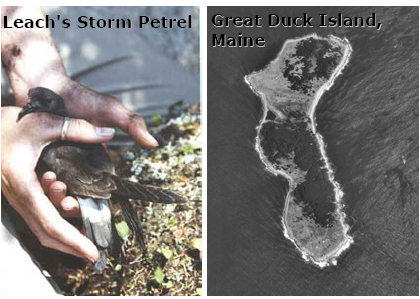 Leach's Storm Petrel
Great Duck Island,
Maine